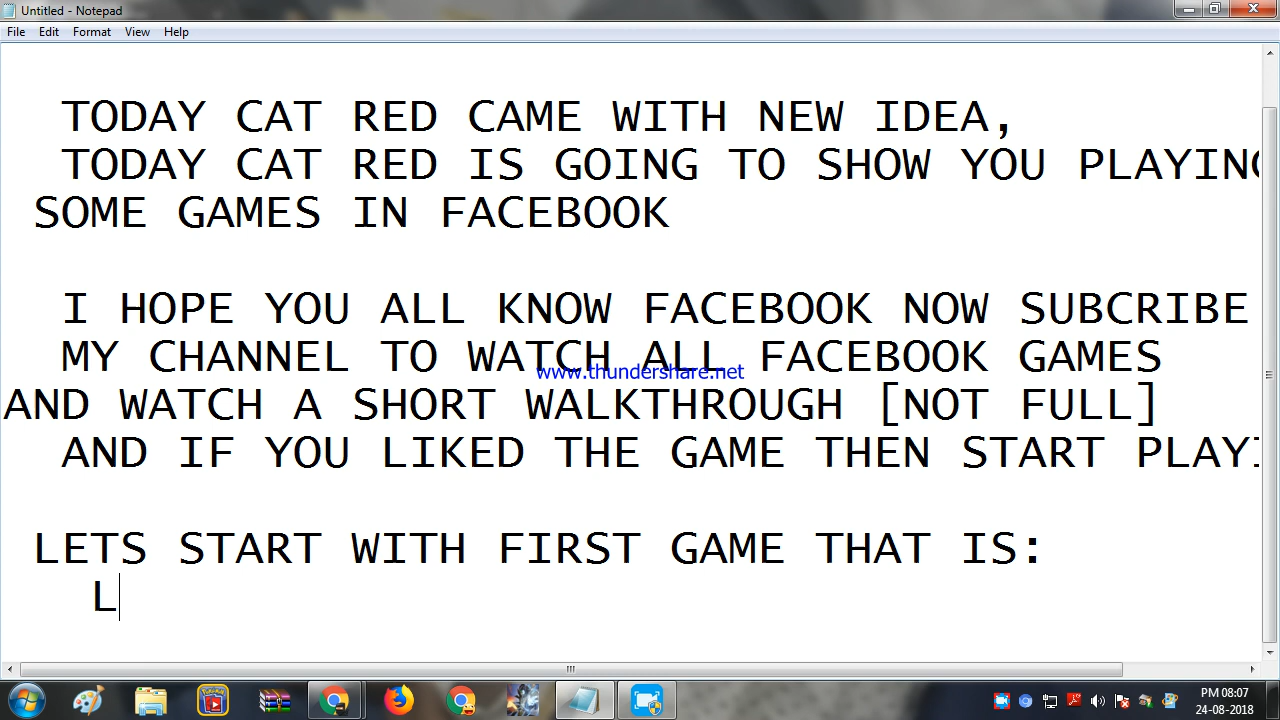 Untitled - Notepad
File Edit Format View Help
TODAY CAT RED CAME WITH NEW IDEA,
TODAY CAT RED IS GOING TO SHOW YOU PLAYING
SOME GAMES IN FACEBOOK
I HOPE YOU ALL KNOW FACEBOOK NOW SUBCRIBE
MY CHANNEL TO WATCH ALL FACEBOOK GAMES
www.thundershare.net
AND WATCH A SHORT WALKTHROUGH [NOT FULL]
AND IF YOU LIKED THE GAME THEN START PLAYI
LETS START WITH FIRST GAME THAT IS:
L
PM 08:07
24-08-2018